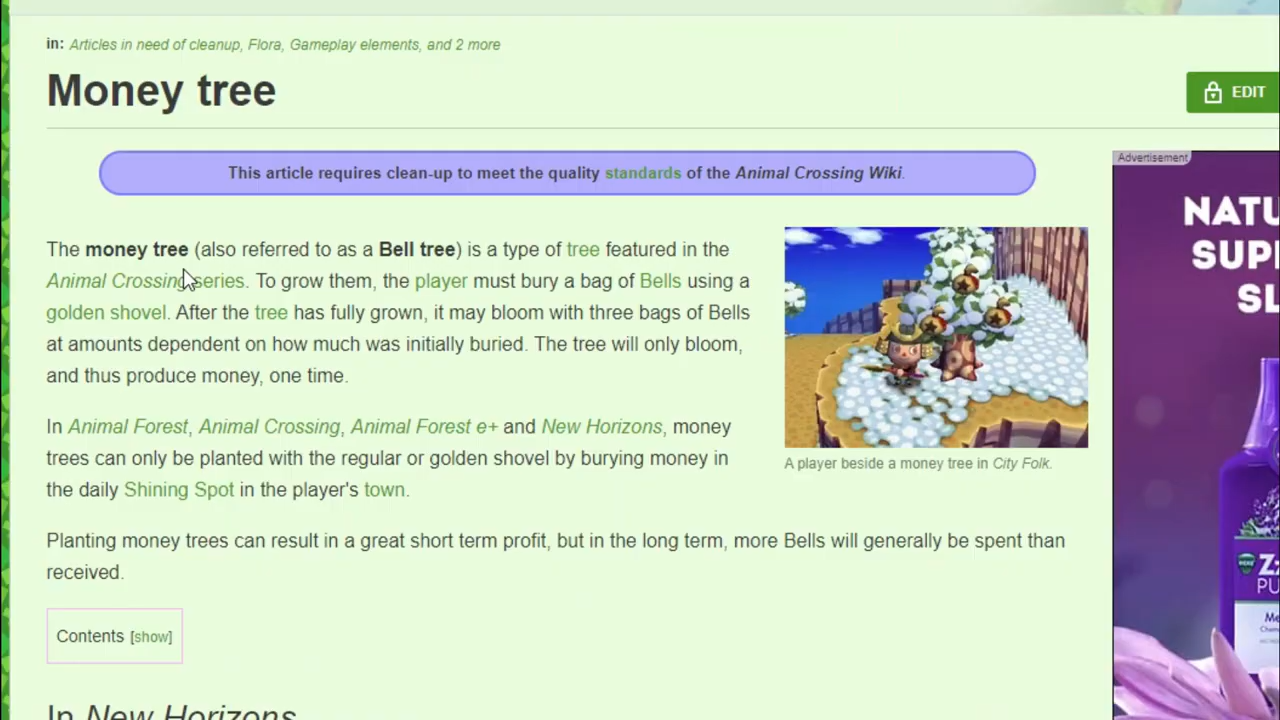 in: Articles in need of cleanup, Flora, Gameplay elements, and 2 more
Money tree
EDIT
This article requires clean-up to meet the quality standards of the Animal Crossing Wiki.
Advertisement
The money tree (also referred to as a Bell tree) is a type of tree featured in the
Animal Crossing series. To grow them, the player must bury a bag of Bells using a
golden shovel. After the tree has fully grown, it may bloom with three bags of Bells
at amounts dependent on how much was initially buried. The tree will only bloom,
and thus produce money, one time.
In Animal Forest, Animal Crossing, Animal Forest e+ and New Horizons, money
trees can only be planted with the regular or golden shovel by burying money in
the daily Shining Spot in the player's town.
A player beside a money tree in City Folk.
Planting money trees can result in a great short term profit, but in the long term, more Bells will generally be spent than
received.
Contents [show]
In New Horizons